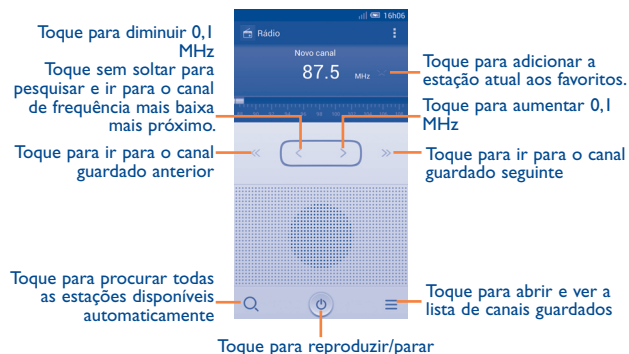 Toque para diminuir 0,1
MHz
Toque sem soltar para
pesquisar e ir para o canal
de frequência mais baixa
mais próximo.
Toque para ir para o canal
guardado anterior
Toque para procurar todas
as estações disponíveis
automaticamente
16h06
Rádio
Novo canal
87.5 MHz
Toque para adicionar a
estação atual aos favoritos.
Toque para aumentar 0,1
MHz
Toque para ir para o canal
guardado seguinte
Toque para abrir e ver a
lista de canais guardados
Toque para reproduzir/parar